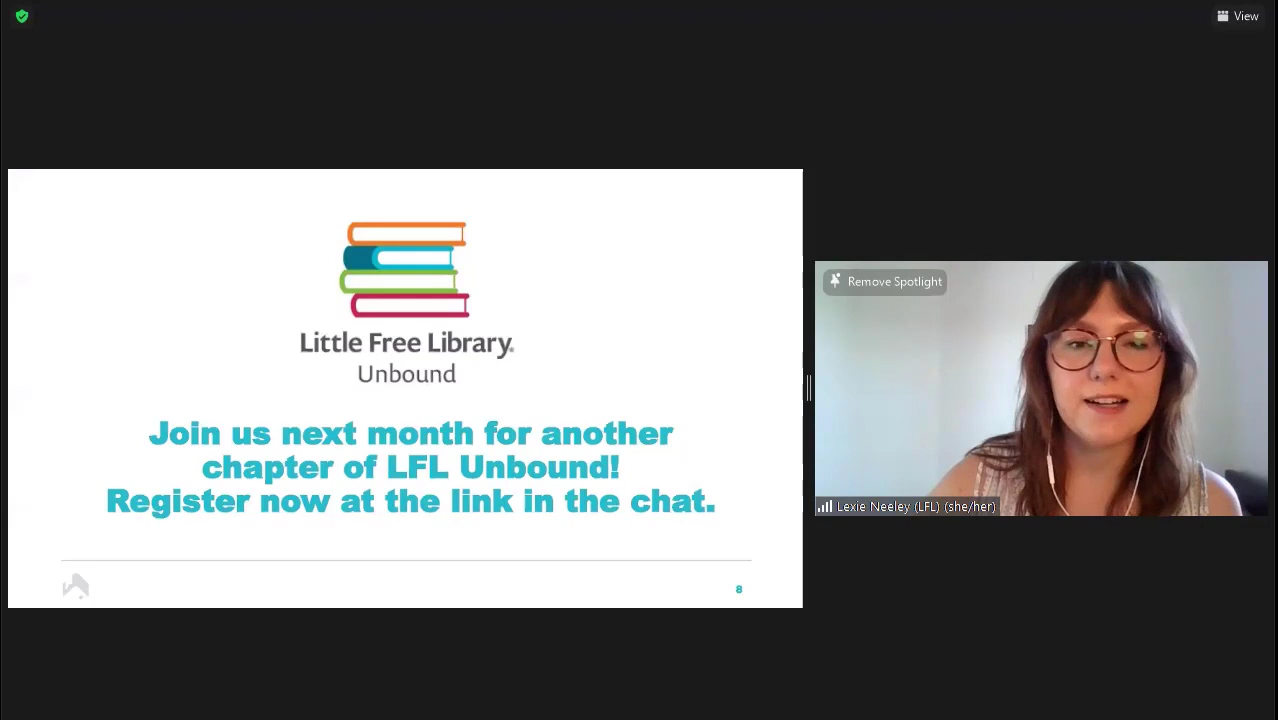 View
Little Free Library®
Unbound
Join us next month for another
chapter of LFL Unbound!
Register now at the link in the chat.
8
Remove Spotlight
Lexie Neeley (LFL) (she/her)